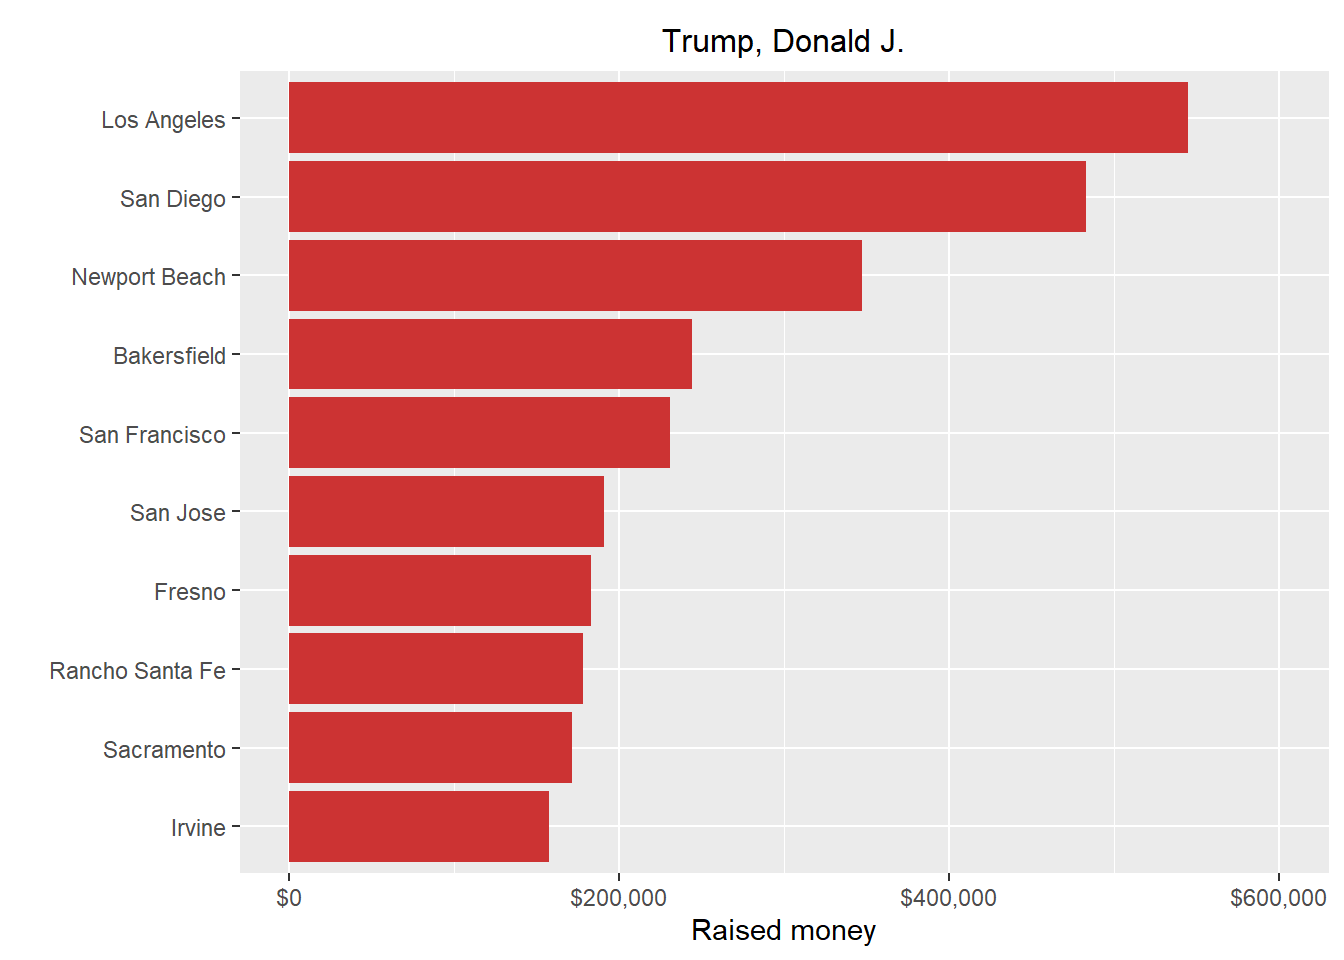 Trump, Donald J.
Los Angeles
San Diego
Newport Beach
Bakersfield
San Francisco
San Jose
Fresno
Rancho Santa Fe
Sacramento
Irvine
$0 $200,000 $400,000 $600,000
Raised money